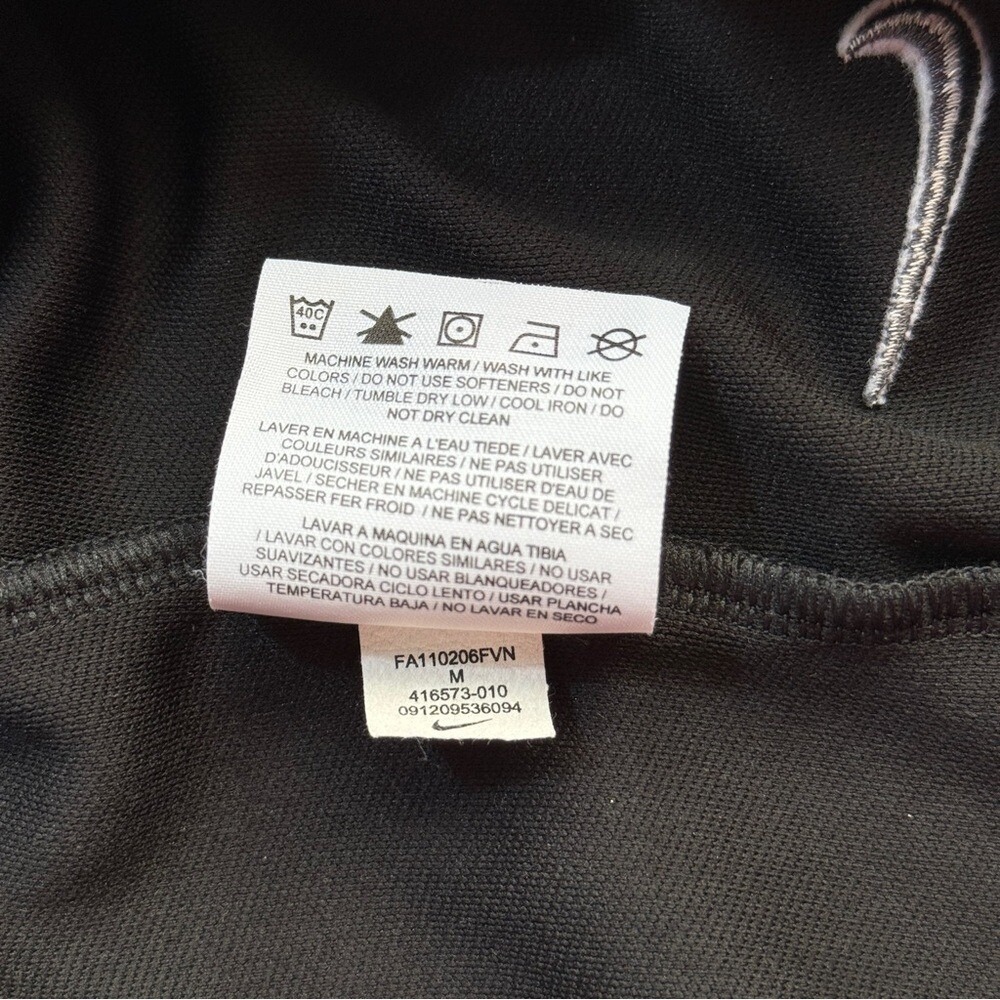 40C
MACHINE WASH WARM / WASH WITH LIKE
COLORS / DO NOT USE SOFTENERS / DO NOT
BLEACH / TUMBLE DRY LOW / COOL IRON / DO
NOT DRY CLEAN
LAVER EN MACHINE A L'EAU TIEDE / LAVER AVEC
COULEURS SIMILAIRES / NE PAS UTILISER
D'ADOUCISSEUR / NE PAS UTILISER D'EAU DE
JAVEL / SECHER EN MACHINE CYCLE DELICAT /
REPASSER FER FROID / NE PAS NETTOYER A SEC
LAVAR A MAQUINA EN AGUA TIBIA
/ LAVAR CON COLORES SIMILARES / NO USAR
SUAVIZANTES / NO USAR BLANQUEADORES /
USAR SECADORA CICLO LENTO / USAR PLANCHA
TEMPERATURA BAJA / NO LAVAR EN SECO
FA110206FVN
M
416573-010
091209536094